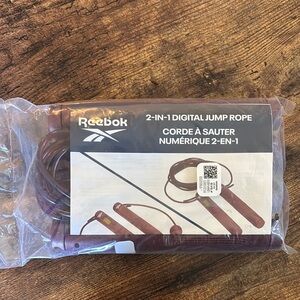 Reebok
2-IN-1 DIGITAL JUMP ROPE
CORDE À SAUTER
NUMÉRIQUE 2-EN-1